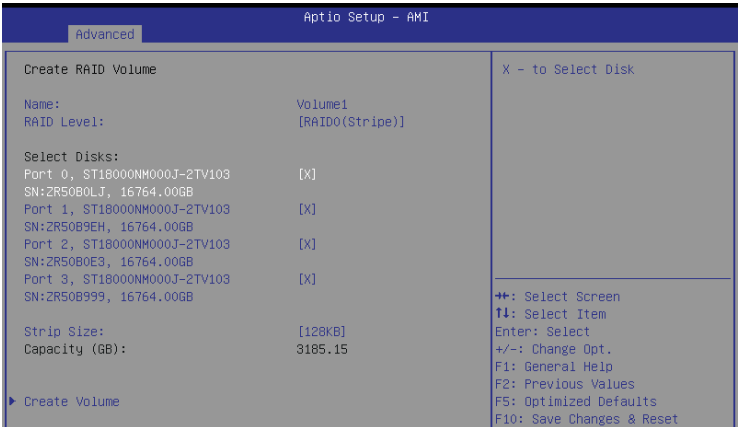 Aptio Setup - AMI
Advanced
Create RAID Volume
Name: Volume1
RAID Level: [RAID0(Stripe)]
Select Disks:
Port 0, ST18000NM000J-2TV103 [X]
SN:ZR50B0LJ, 16764.00GB
Port 1, ST18000NM000J-2TV103 [X]
SN:ZR50B9EH, 16764.00GB
Port 2, ST18000NM000J-2TV103 [X]
SN:ZR50B0E3, 16764.00GB
Port 3, ST18000NM000J-2TV103 [X]
SN:ZR50B999, 16764.00GB
Strip Size: [128KB]
Capacity (GB): 3185.15
▶ Create Volume
X - to Select Disk
→←: Select Screen
↑↓: Select Item
Enter: Select
+/-: Change Opt.
F1: General Help
F2: Previous Values
F5: Optimized Defaults
F10: Save Changes & Reset